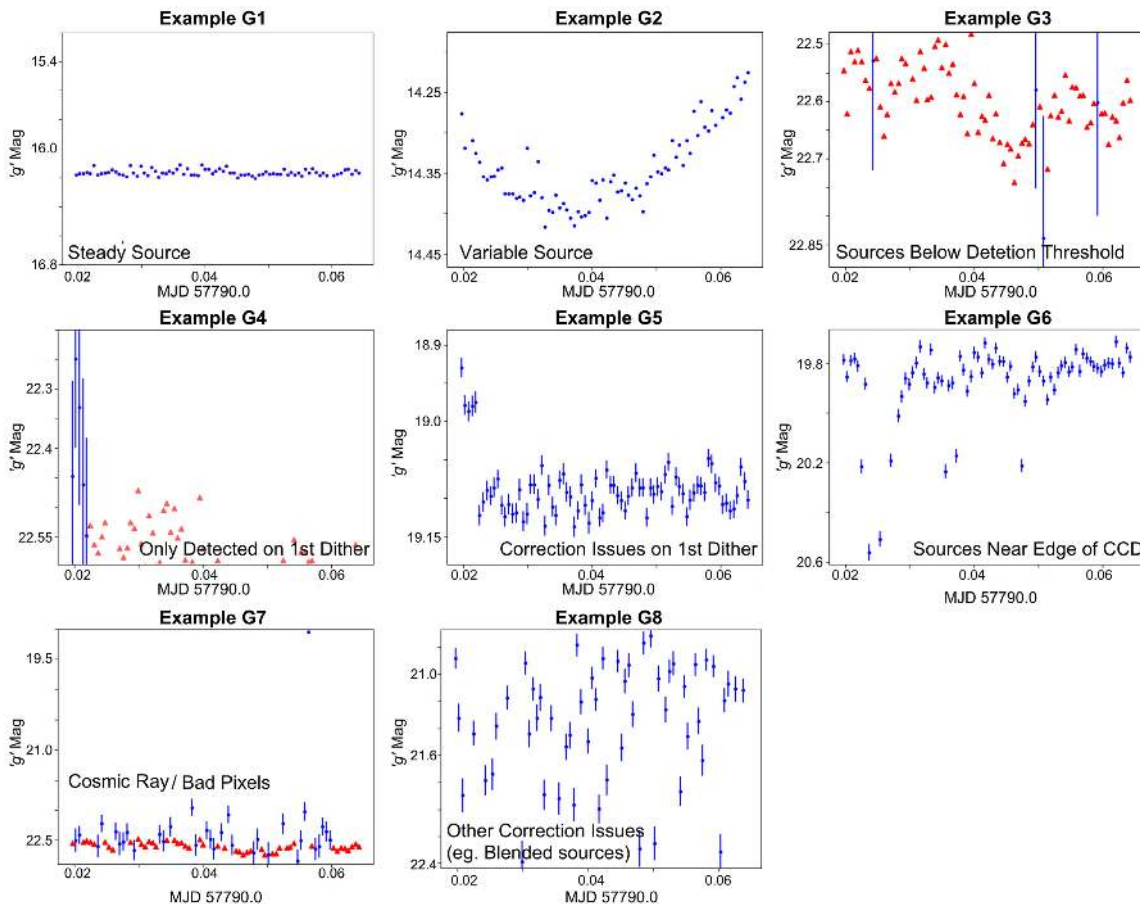 Example G1
15.4
16.0
16.8
'g' Mag
Steady Source
0.02 0.04 0.06
MJD 57790.0
Example G2
14.25
14.35
14.45
'g' Mag
Variable Source
0.02 0.04 0.06
MJD 57790.0
Example G3
22.5
22.6
22.7
22.85
'g' Mag
Sources Below Detetion Threshold
0.02 0.04 0.06
MJD 57790.0
Example G4
22.3
22.4
22.55
'g' Mag
Only Detected on 1st Dither
0.02 0.04 0.06
MJD 57790.0
Example G5
18.9
19.0
19.15
'g' Mag
Correction Issues on 1st Dither
0.02 0.04 0.06
MJD 57790.0
Example G6
19.8
20.2
20.6
'g' Mag
Sources Near Edge of CCD
0.02 0.04 0.06
MJD 57790.0
Example G7
19.5
21.0
22.5
'g' Mag
Cosmic Ray / Bad Pixels
0.02 0.04 0.06
MJD 57790.0
Example G8
21.0
21.6
22.4
'g' Mag
Other Correction Issues
(eg. Blended sources)
0.02 0.04 0.06
MJD 57790.0